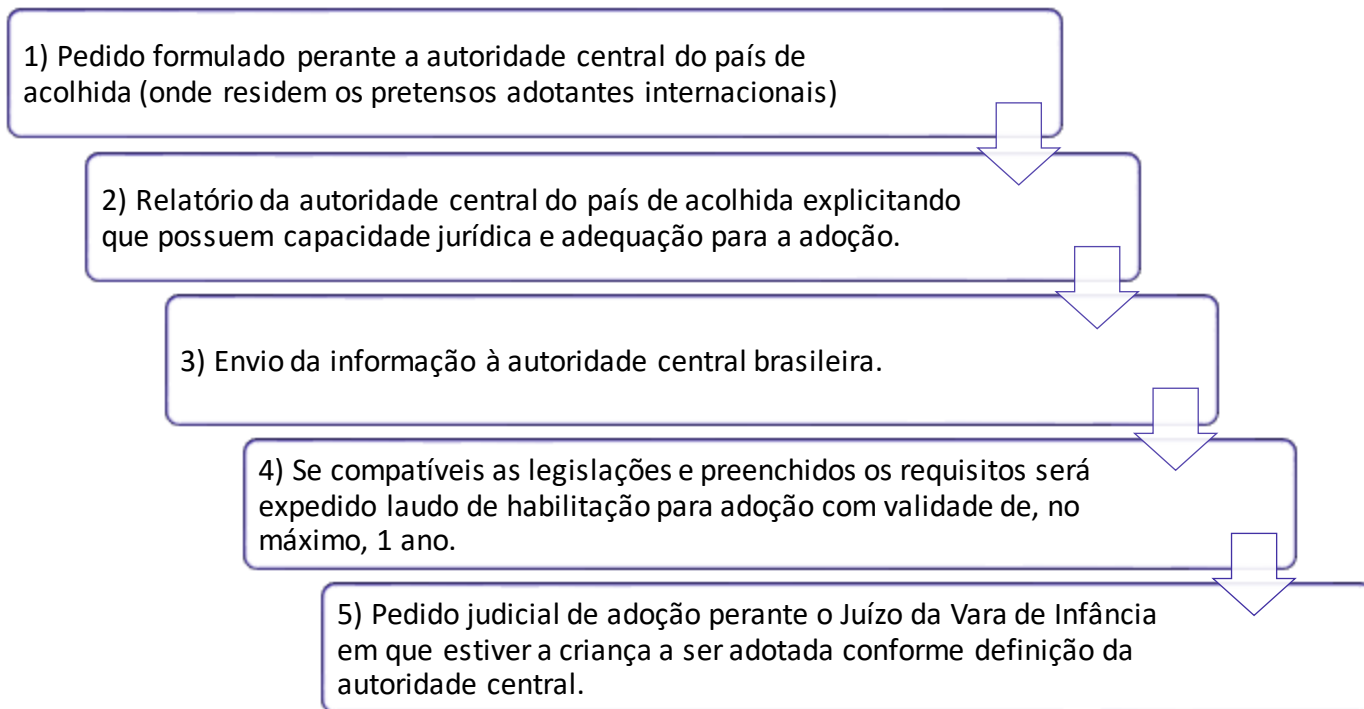 1) Pedido formulado perante a autoridade central do país de
acolhida (onde residem os pretensos adotantes internacionais)
2) Relatório da autoridade central do país de acolhida explicitando
que possuem capacidade jurídica e adequação para a adoção.
3) Envio da informação à autoridade central brasileira.
4) Se compatíveis as legislações e preenchidos os requisitos será
expedido laudo de habilitação para adoção com validade de, no
máximo, 1 ano.
5) Pedido judicial de adoção perante o Juízo da Vara de Infância
em que estiver a criança a ser adotada conforme definição da
autoridade central.